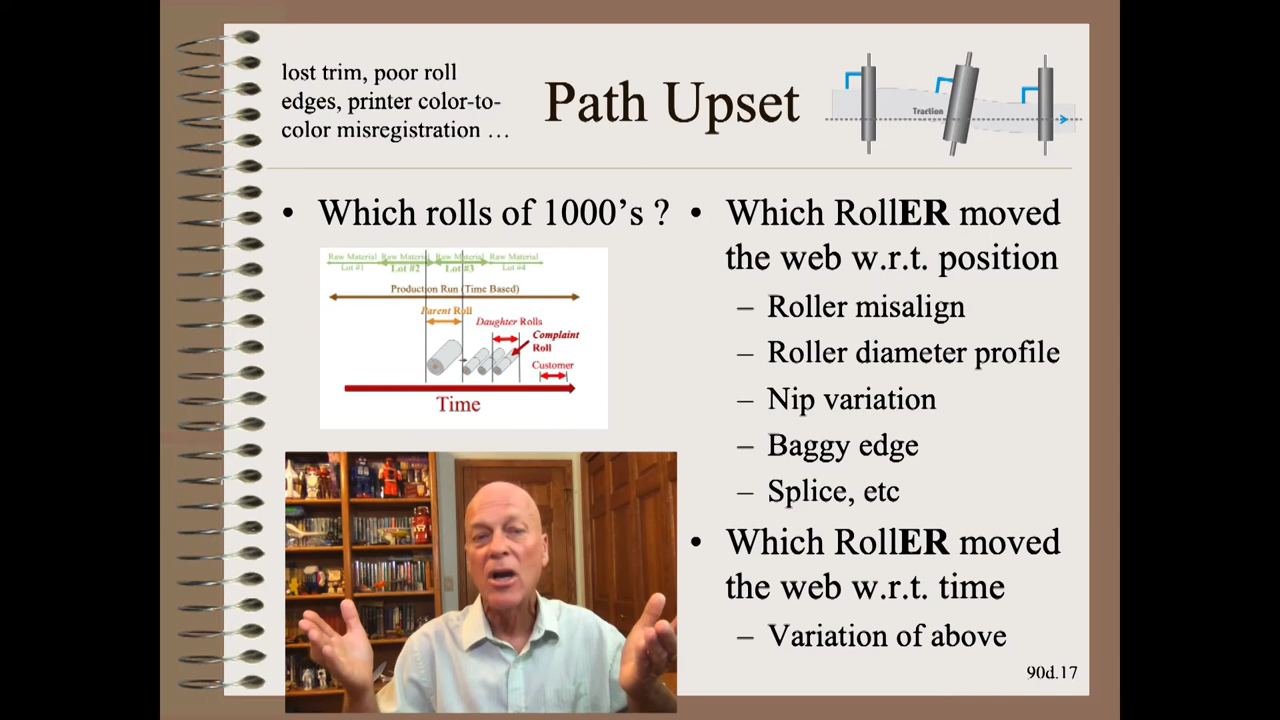 lost trim, poor roll
edges, printer color-to-
color misregistration …
Path Upset
Traction
• Which rolls of 1000’s ?
Raw Material Raw Material Raw Material Raw Material
Lot #1 Lot #2 Lot #3 Lot #4
Production Run (Time Based)
Parent Roll
Daughter Rolls
Complaint
Roll
Customer
Time
• Which RollER moved
the web w.r.t. position
– Roller misalign
– Roller diameter profile
– Nip variation
– Baggy edge
– Splice, etc
• Which RollER moved
the web w.r.t. time
– Variation of above
90d.17